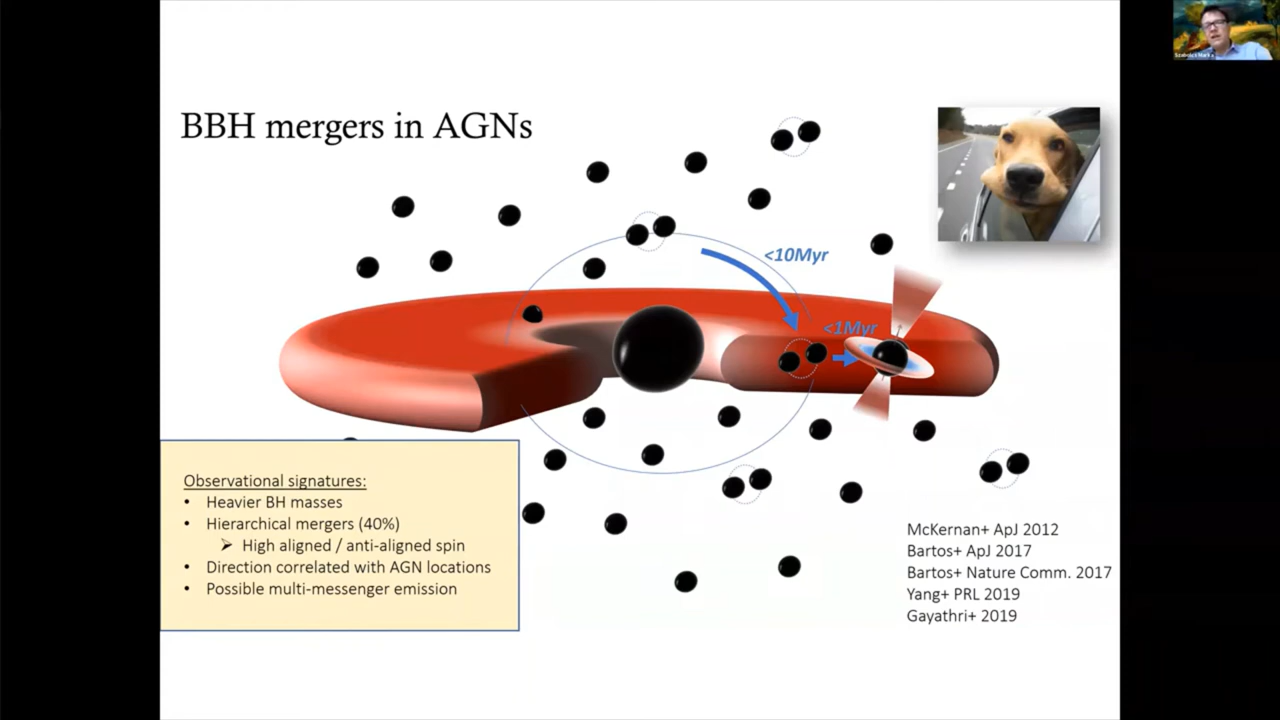 BBH mergers in AGNs
<10Myr
<1Myr
Observational signatures:
• Heavier BH masses
• Hierarchical mergers (40%)
➢ High aligned / anti-aligned spin
• Direction correlated with AGN locations
• Possible multi-messenger emission
McKernan+ ApJ 2012
Bartos+ ApJ 2017
Bartos+ Nature Comm. 2017
Yang+ PRL 2019
Gayathri+ 2019